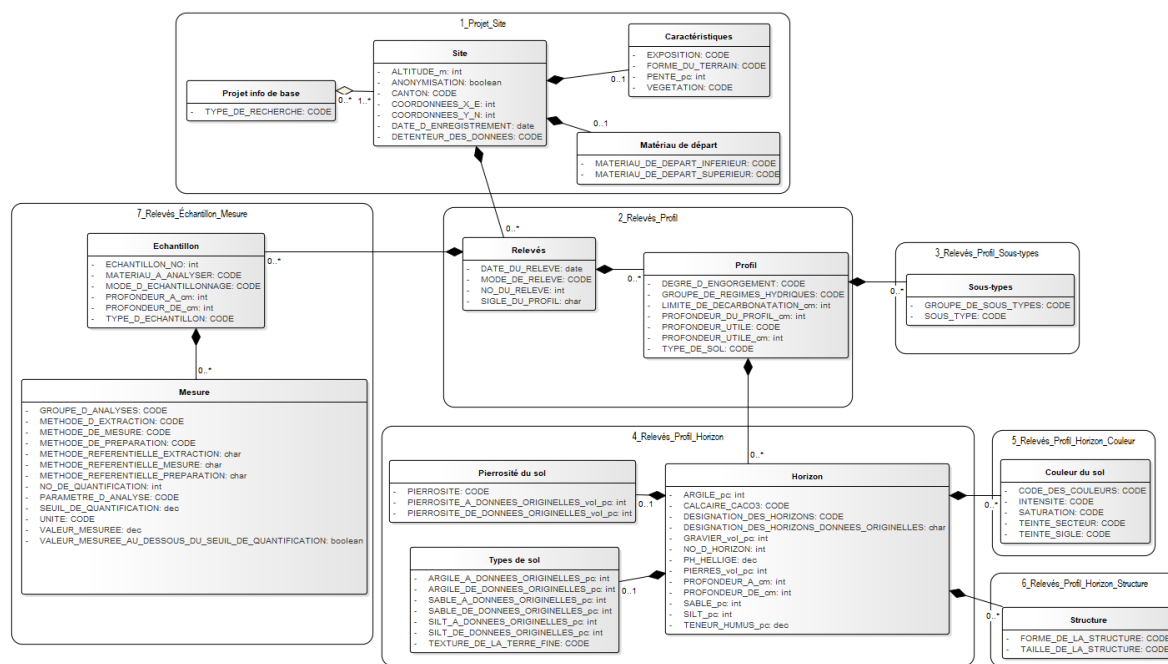 1_Projet_Site
Site
- ALTITUDE_m: int
- ANONYMISATION: boolean
- CANTON: CODE
- COORDONNEES_X_E: int
- COORDONNEES_Y_N: int
- DATE_D_ENREGISTREMENT: date
- DETENTEUR_DES_DONNEES: CODE
Caractéristiques
- EXPOSITION: CODE
- FORME_DU_TERRAIN: CODE
- PENTE_pc: int
- VEGETATION: CODE
0..1
Projet info de base
- TYPE_DE_RECHERCHE: CODE
0..*
1..*
0..1
Matériau de départ
- MATERIAU_DE_DEPART_INFERIEUR: CODE
- MATERIAU_DE_DEPART_SUPERIEUR: CODE
0..*
7_Relevés_Échantillon_Mesure
Echantillon
- ECHANTILLON_NO: int
- MATERIAU_A_ANALYSER: CODE
- MODE_D_ECHANTILLONNAGE: CODE
- PROFONDEUR_A_cm: int
- PROFONDEUR_DE_cm: int
- TYPE_D_ECHANTILLON: CODE
0..*
0..*
Mesure
- GROUPE_D_ANALYSES: CODE
- METHODE_D_EXTRACTION: CODE
- METHODE_DE_MESURE: CODE
- METHODE_DE_PREPARATION: CODE
- METHODE_REFERENTIELLE_EXTRACTION: char
- METHODE_REFERENTIELLE_MESURE: char
- METHODE_REFERENTIELLE_PREPARATION: char
- NO_DE_QUANTIFICATION: int
- PARAMETRE_D_ANALYSE: CODE
- SEUIL_DE_QUANTIFICATION: dec
- UNITE: CODE
- VALEUR_MESUREE: dec
- VALEUR_MESUREE_AU_DESSOUS_DU_SEUIL_DE_QUANTIFICATION: boolean
2_Relevés_Profil
Relevés
- DATE_DU_RELEVE: date
- MODE_DE_RELEVE: CODE
- NO_DU_RELEVE: int
- SIGLE_DU_PROFIL: char
0..*
Profil
- DEGRE_D_ENGORGEMENT: CODE
- GROUPE_DE_REGIMES_HYDRIQUES: CODE
- LIMITE_DE_DECARBONATATION_cm: int
- PROFONDEUR_DU_PROFIL_cm: int
- PROFONDEUR_UTILE: CODE
- PROFONDEUR_UTILE_cm: int
- TYPE_DE_SOL: CODE
3_Relevés_Profil_Sous-types
Sous-types
- GROUPE_DE_SOUS_TYPES: CODE
- SOUS_TYPE: CODE
0..*
0..*
4_Relevés_Profil_Horizon
Pierrosité du sol
- PIERROSITE: CODE
- PIERROSITE_A_DONNEES_ORIGINELLES_vol_pc: int
- PIERROSITE_DE_DONNEES_ORIGINELLES_vol_pc: int
0..1
Types de sol
- ARGILE_A_DONNEES_ORIGINELLES_pc: int
- ARGILE_DE_DONNEES_ORIGINELLES_pc: int
- SABLE_A_DONNEES_ORIGINELLES_pc: int
- SABLE_DE_DONNEES_ORIGINELLES_pc: int
- SILT_A_DONNEES_ORIGINELLES_pc: int
- SILT_DE_DONNEES_ORIGINELLES_pc: int
- TEXTURE_DE_LA_TERRE_FINE: CODE
0..1
Horizon
- ARGILE_pc: int
- CALCAIRE_CACO3: CODE
- DESIGNATION_DES_HORIZONS: CODE
- DESIGNATION_DES_HORIZONS_DONNEES_ORIGINELLES: char
- GRAVIER_vol_pc: int
- NO_D_HORIZON: int
- PH_HELLIGE: dec
- PIERRES_vol_pc: int
- PROFONDEUR_A_cm: int
- PROFONDEUR_DE_cm: int
- SABLE_pc: int
- SILT_pc: int
- TENEUR_HUMUS_pc: dec
5_Relevés_Profil_Horizon_Couleur
Couleur du sol
- CODE_DES_COULEURS: CODE
- INTENSITE: CODE
- SATURATION: CODE
- TEINTE_SECTEUR: CODE
- TEINTE_SIGLE: CODE
0..*
6_Relevés_Profil_Horizon_Structure
0..*
Structure
- FORME_DE_LA_STRUCTURE: CODE
- TAILLE_DE_LA_STRUCTURE: CODE